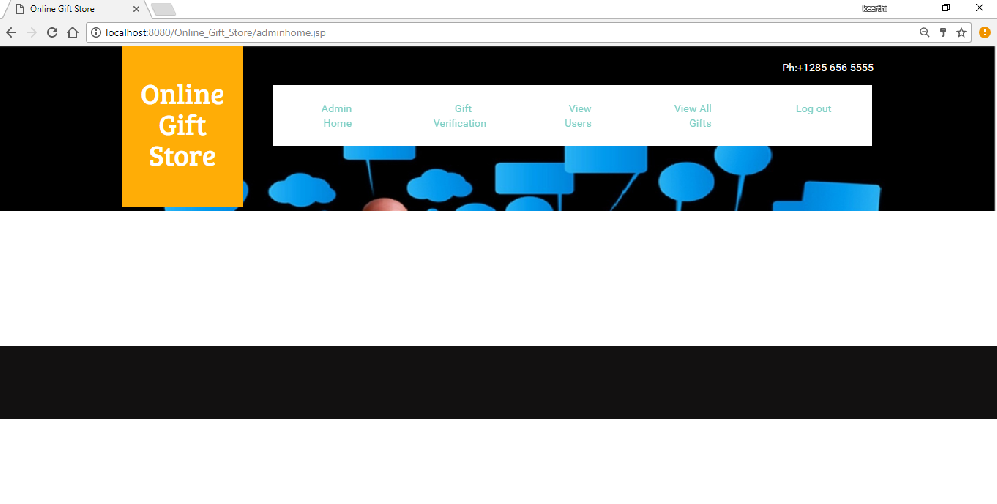 Online Gift Store
keerthi
localhost:8080/Online_Gift_Store/adminhome.jsp
Ph:+1285 656 5555
Online
Gift
Store
Admin
Home
Gift
Verification
View
Users
View All
Gifts
Log out